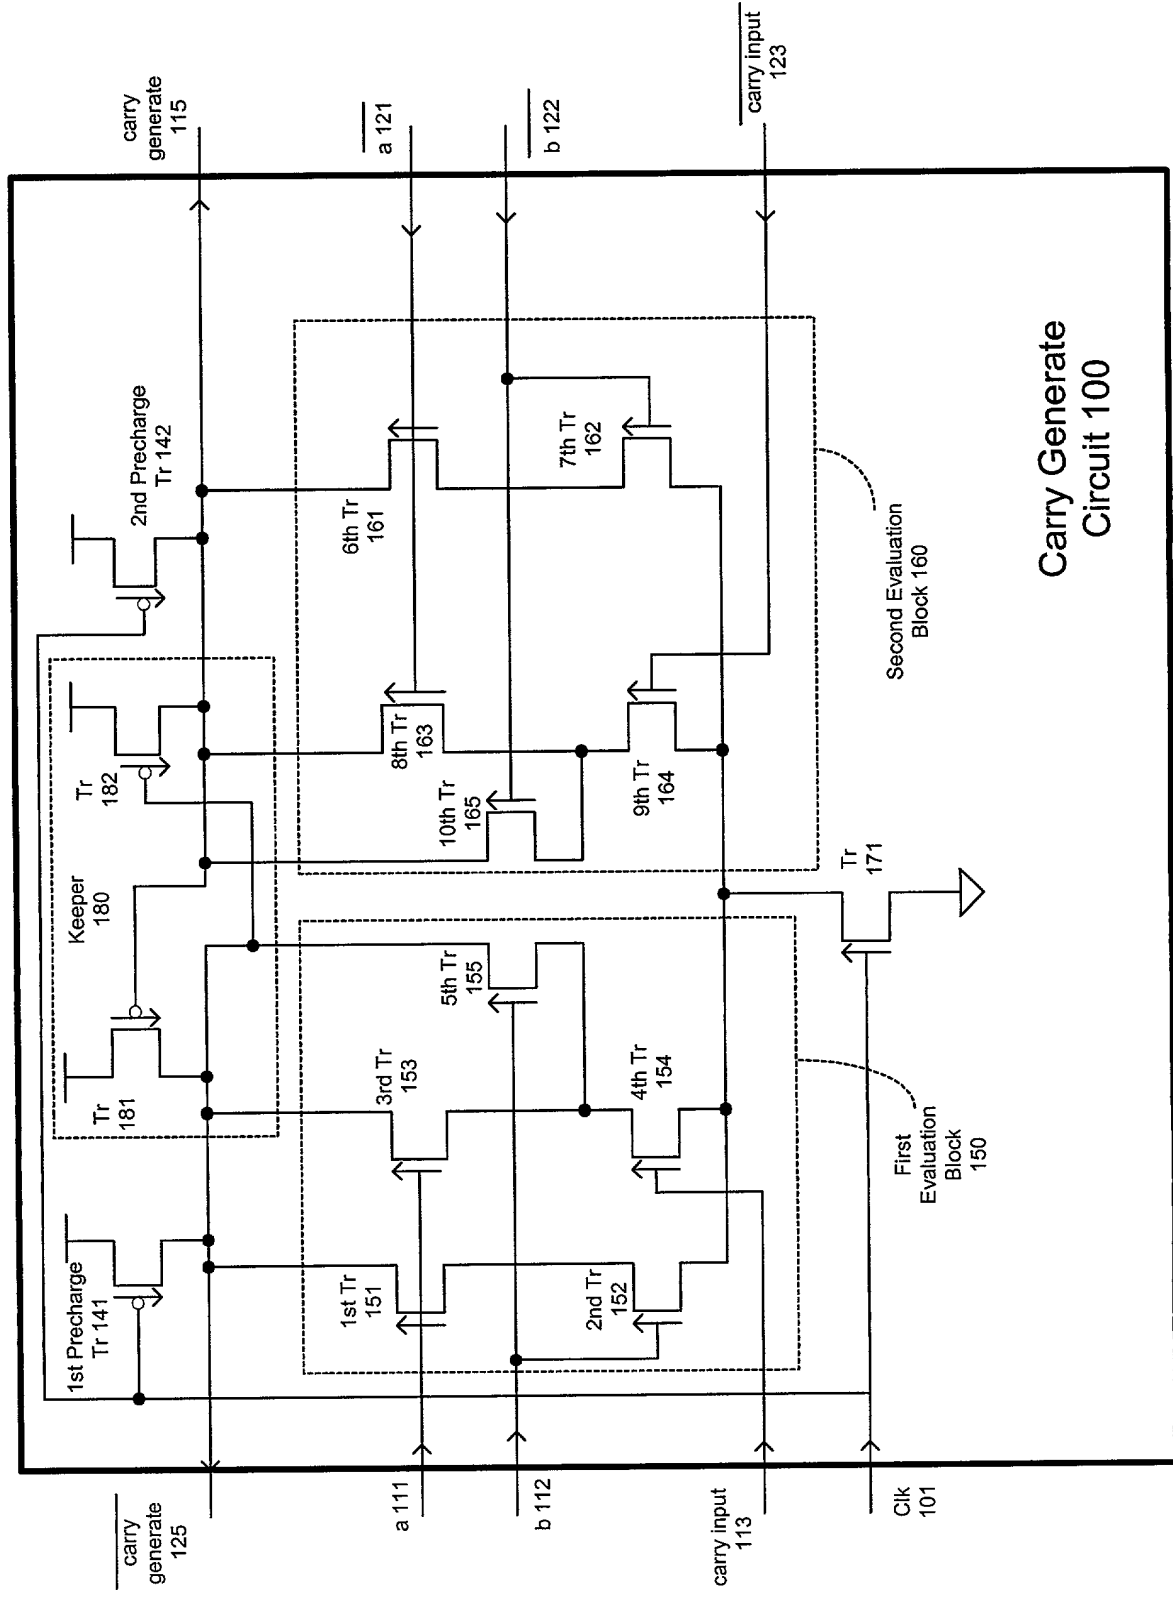 carry
generate
115
a 121
b 122
carry input
123
2nd Precharge
Tr 142
6th Tr
161
7th Tr
162
Second Evaluation
Block 160
Tr
182
8th Tr
163
10th Tr
165
9th Tr
164
Keeper
180
Tr
171
5th Tr
155
Tr
181
3rd Tr
153
4th Tr
154
First
Evaluation
Block
150
1st Precharge
Tr 141
1st Tr
151
2nd Tr
152
carry
generate
125
a 111
b 112
carry input
113
Clk
101
Carry Generate
Circuit 100